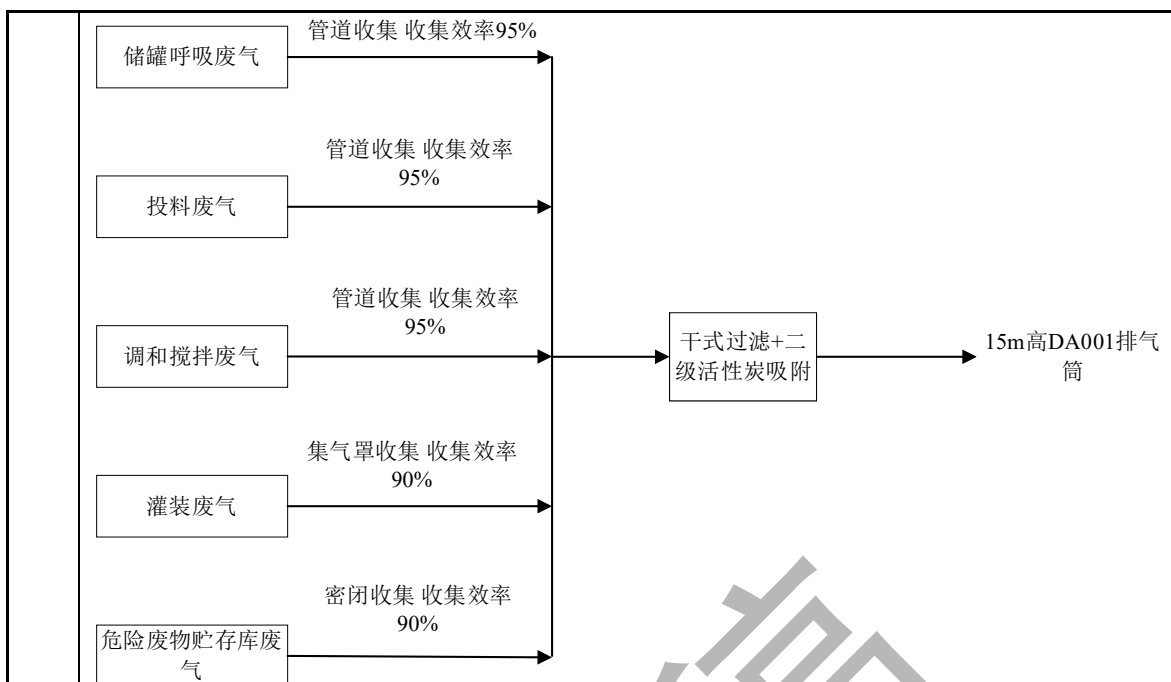 管道收集 收集效率95%
储罐呼吸废气
管道收集 收集效率
95%
投料废气
管道收集 收集效率
95%
调和搅拌废气
干式过滤+二
级活性炭吸附
15m高DA001排气
筒
集气罩收集 收集效率
90%
灌装废气
密闭收集 收集效率
90%
危险废物贮存库废
气